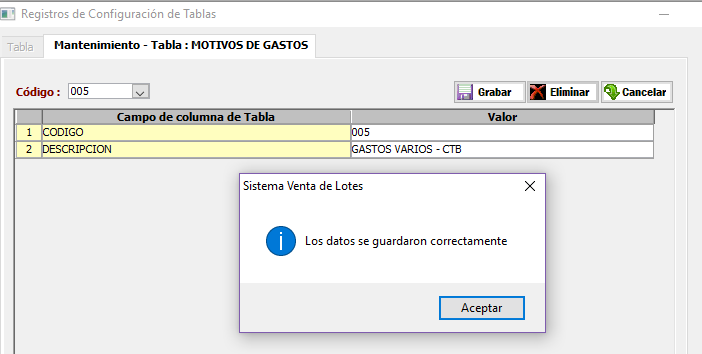 Registros de Configuración de Tablas
Tabla
Mantenimiento - Tabla : MOTIVOS DE GASTOS
Código : 005
Grabar
Eliminar
Cancelar
Campo de columna de Tabla Valor
1 CODIGO 005
2 DESCRIPCION GASTOS VARIOS - CTB
Sistema Venta de Lotes
Los datos se guardaron correctamente
Aceptar